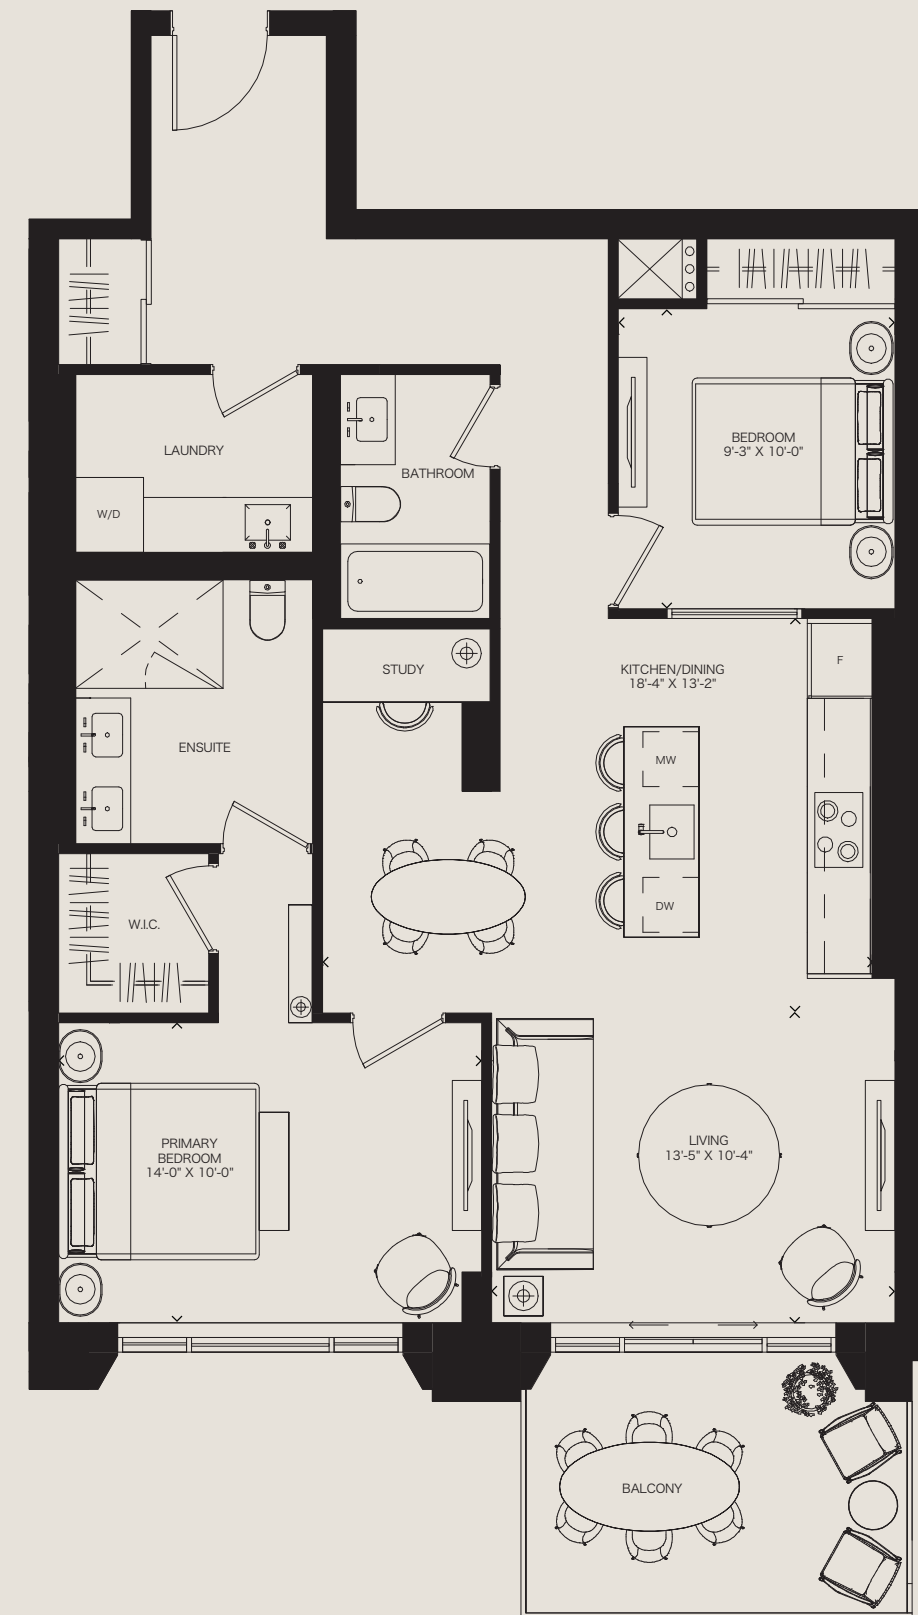 LAUNDRY
W/D
BATHROOM
BEDROOM
9'-3" X 10'-0"
STUDY
KITCHEN/DINING
18'-4" X 13'-2"
F
ENSUITE
MW
DW
W.I.C.
PRIMARY
BEDROOM
14'-0" X 10'-0"
LIVING
13'-5" X 10'-4"
BALCONY